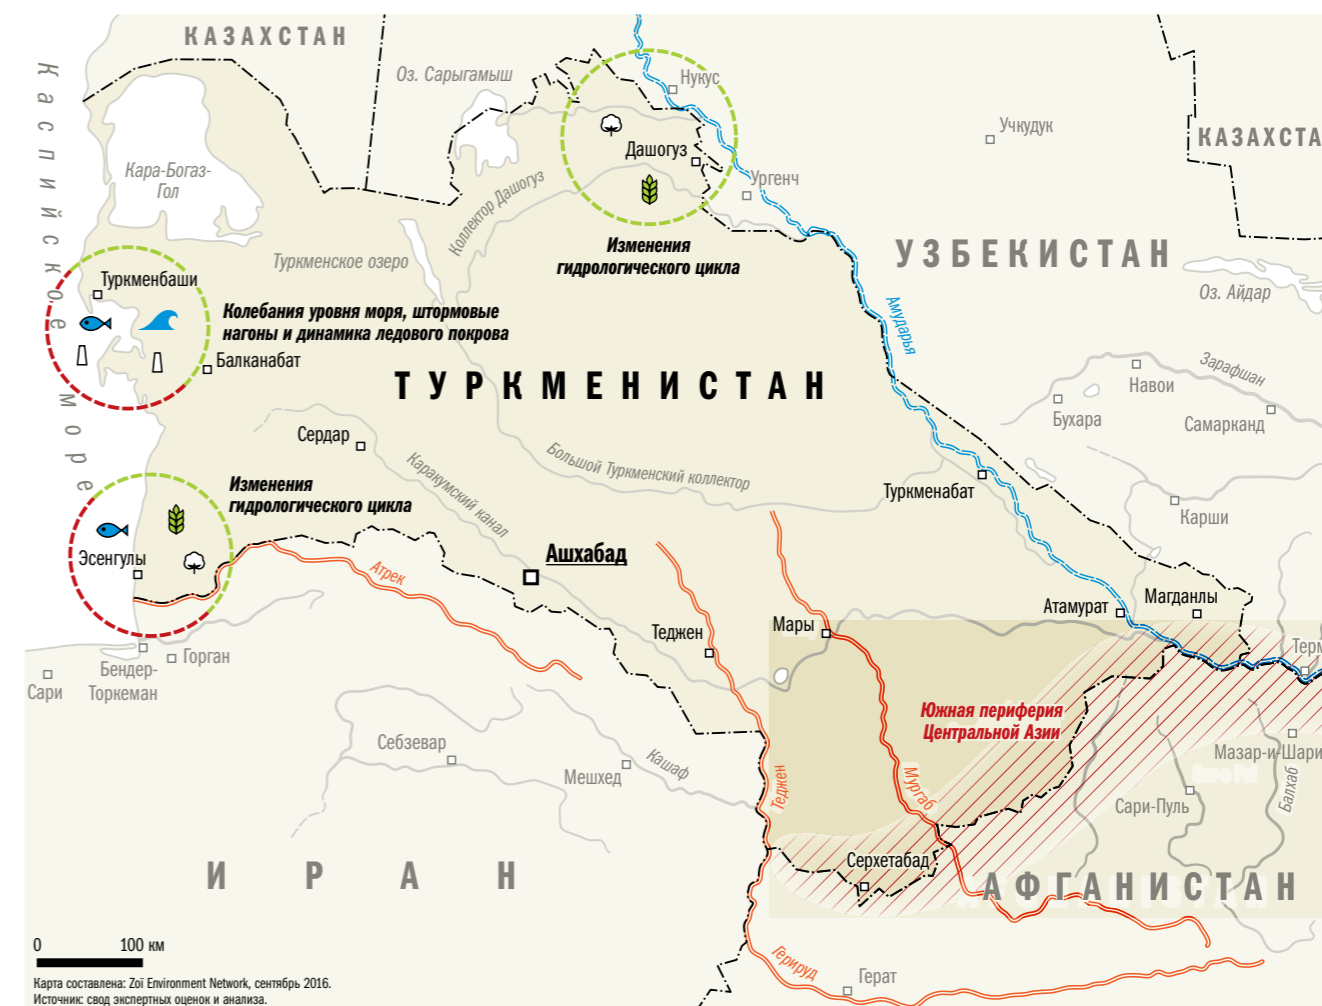 КАЗАХСТАН
Каспийское море
Оз. Сарыгамыш
Нукус
Учкудук
КАЗАХСТА
Кара-Богаз-
Гол
Дашогуз
Ургенч
Коллектор Дашогуз
Изменения
гидрологического цикла
УЗБЕКИСТАН
Туркменское озеро
Туркменбаши
Оз. Айдар
Колебания уровня моря, штормовые
нагоны и динамика ледового покрова
Амударья
Балканабат
ТУРКМЕНИСТАН
Зарафшан
Навои
Бухара
Самарканд
Сердар
Каракумский канал
Большой Туркменский коллектор
Туркменабат
Карши
Изменения
гидрологического цикла
Эсенгулы
Ашхабад
Атрек
Атамурат
Магданлы
Теджен
Мары
Терм
Бендер-
Торкеман
Горган
Сари
Южная периферия
Центральной Азии
Себзевар
Мешхед
Кашаф
Теджен
Мургаб
Мазар-и-Шари
Сари-Пуль
Балхаб
Серхетабад
ИРАН
АФГАНИСТАН
Герируд
Герат
0 100 км
Карта составлена: Zoï Environment Network, сентябрь 2016.
Источник: свод экспертных оценок и анализа.